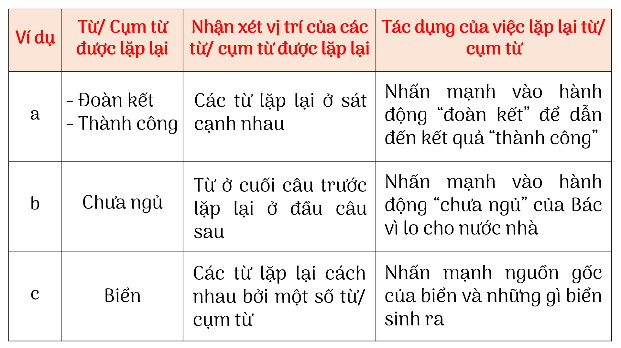 Ví dụ
Từ/ Cụm từ
được lặp lại
Nhận xét vị trí của các
từ/ cụm từ được lặp lại
Tác dụng của việc lặp lại từ/
cụm từ
a
- Đoàn kết
- Thành công
Các từ lặp lại ở sát
cạnh nhau
Nhấn mạnh vào hành
động “đoàn kết” để dẫn
đến kết quả “thành công”
b
Chưa ngủ
Từ ở cuối câu trước
lặp lại ở đầu câu
sau
Nhấn mạnh vào hành
động “chưa ngủ” của Bác
vì lo cho nước nhà
c
Biển
Các từ lặp lại cách
nhau bởi một số từ/
cụm từ
Nhấn mạnh nguồn gốc
của biển và những gì biển
sinh ra